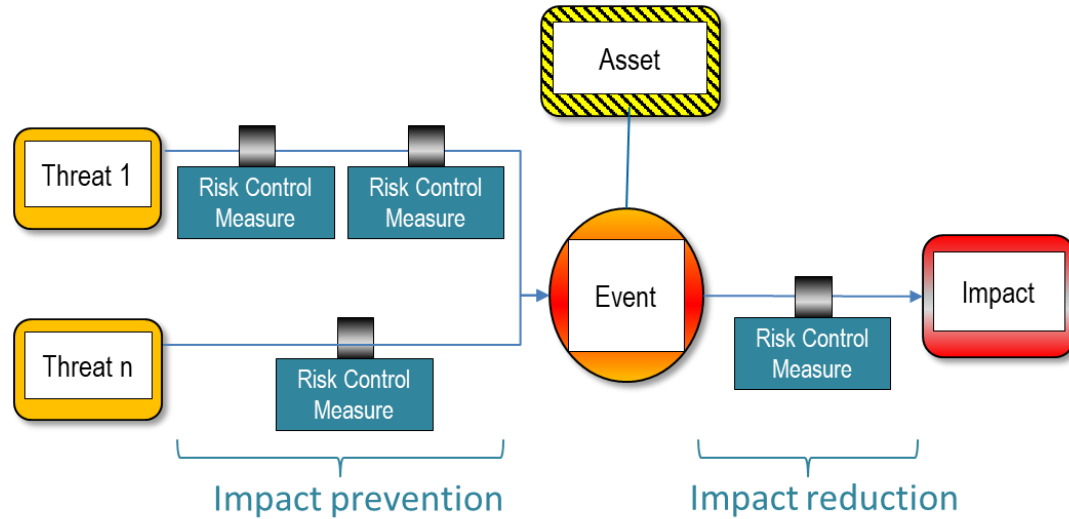 Asset
Threat 1
Risk Control
Measure
Risk Control
Measure
Event
Impact
Risk Control
Measure
Threat n
Risk Control
Measure
Impact prevention
Impact reduction